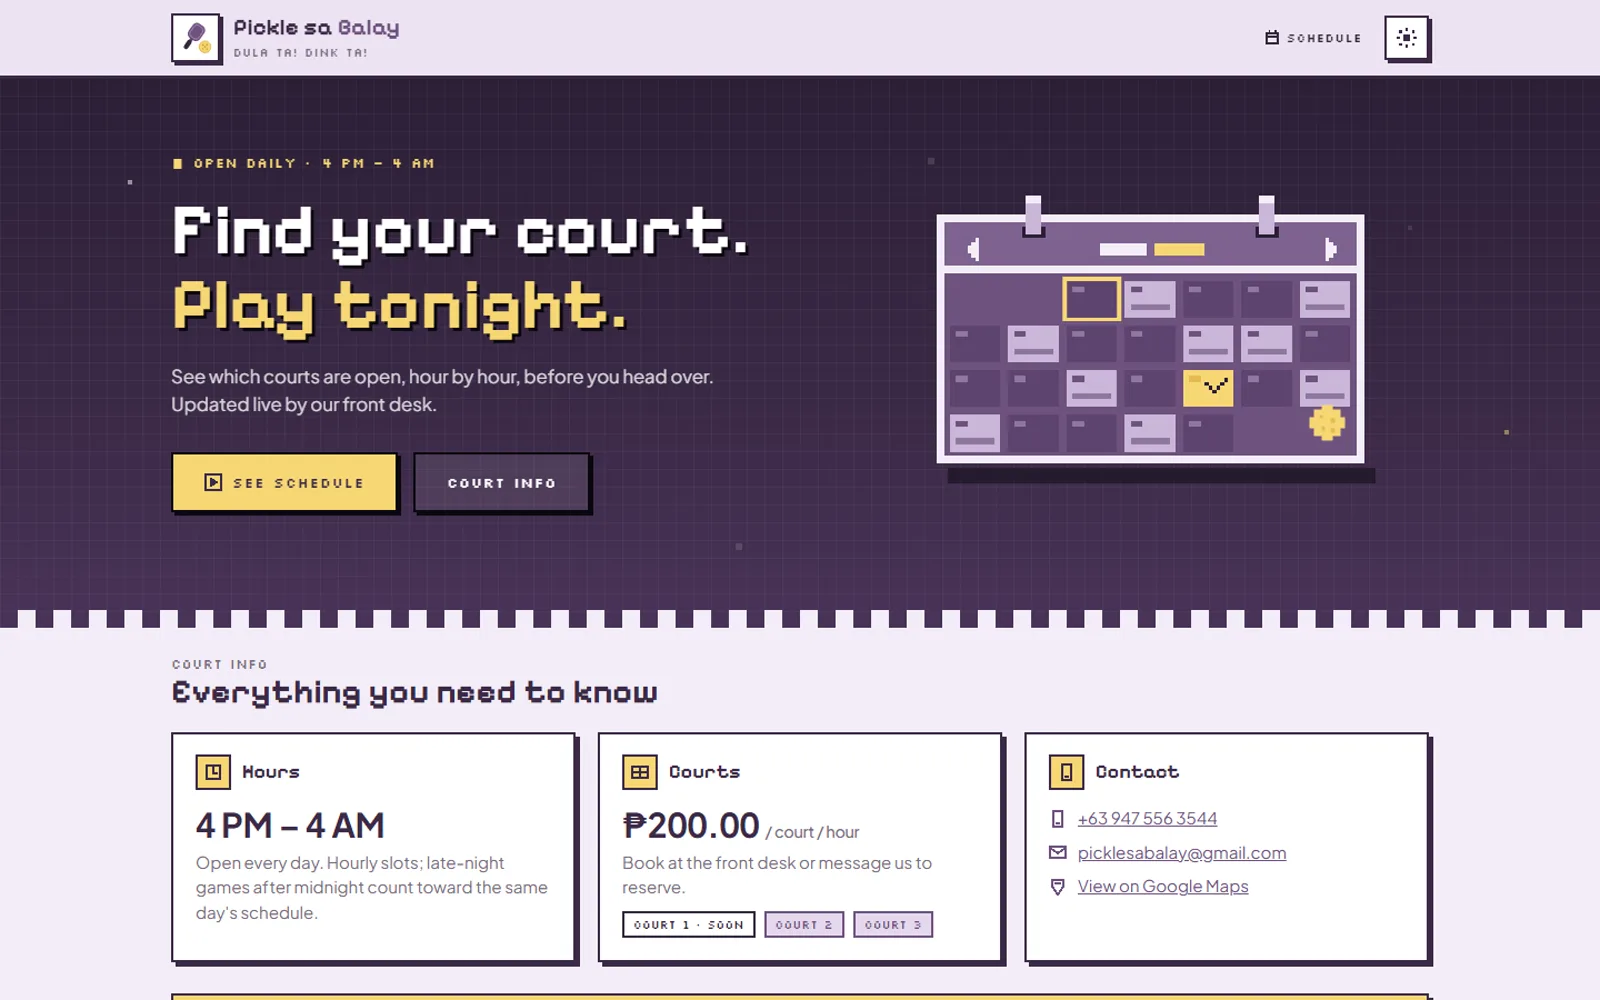 Pickle sa Balay
DULA TA! DINK TA!
SCHEDULE
OPEN DAILY · 4 PM – 4 AM
Find your court.
Play tonight.
See which courts are open, hour by hour, before you head over.
Updated live by our front desk.
SEE SCHEDULE
COURT INFO
COURT INFO
Everything you need to know
Hours
4 PM – 4 AM
Open every day. Hourly slots; late-night
games after midnight count toward the same
day's schedule.
Courts
₱200.00 / court / hour
Book at the front desk or message us to
reserve.
COURT 1 · SOON
COURT 2
COURT 3
Contact
+63 947 556 3544
picklesabalay@gmail.com
View on Google Maps